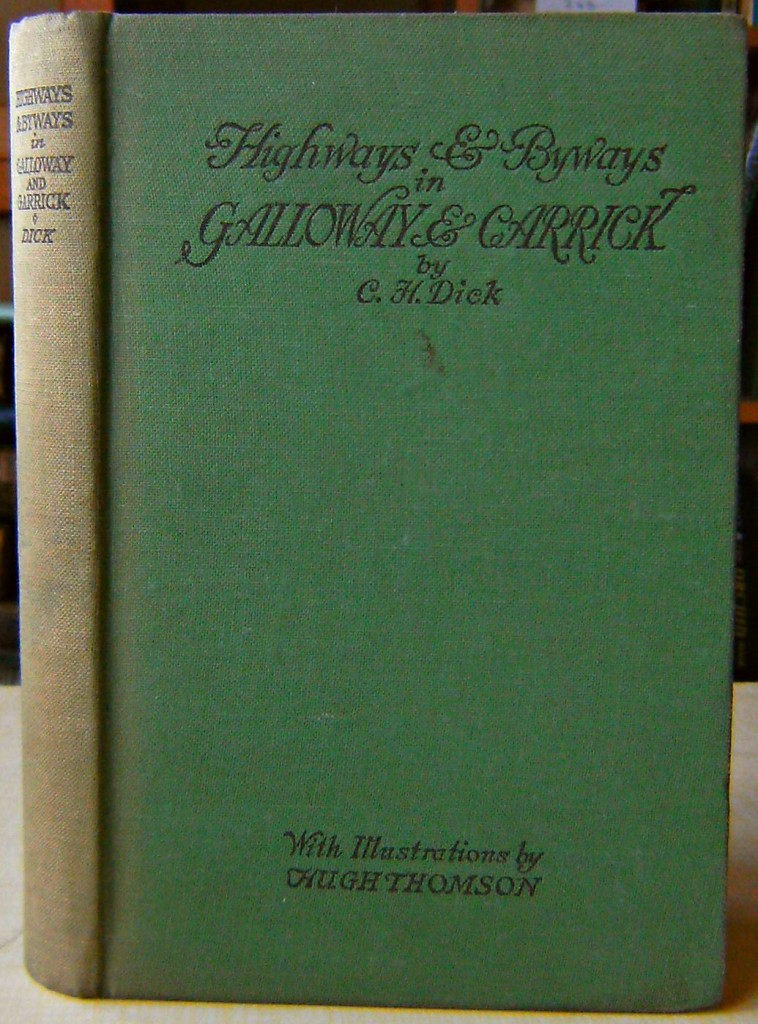 HIGHWAYS
& BYWAYS
in
GALLOWAY
AND
CARRICK
DICK
Highways & Byways
in
GALLOWAY & CARRICK
by
C. H. Dick
With Illustrations by
HUGH THOMSON